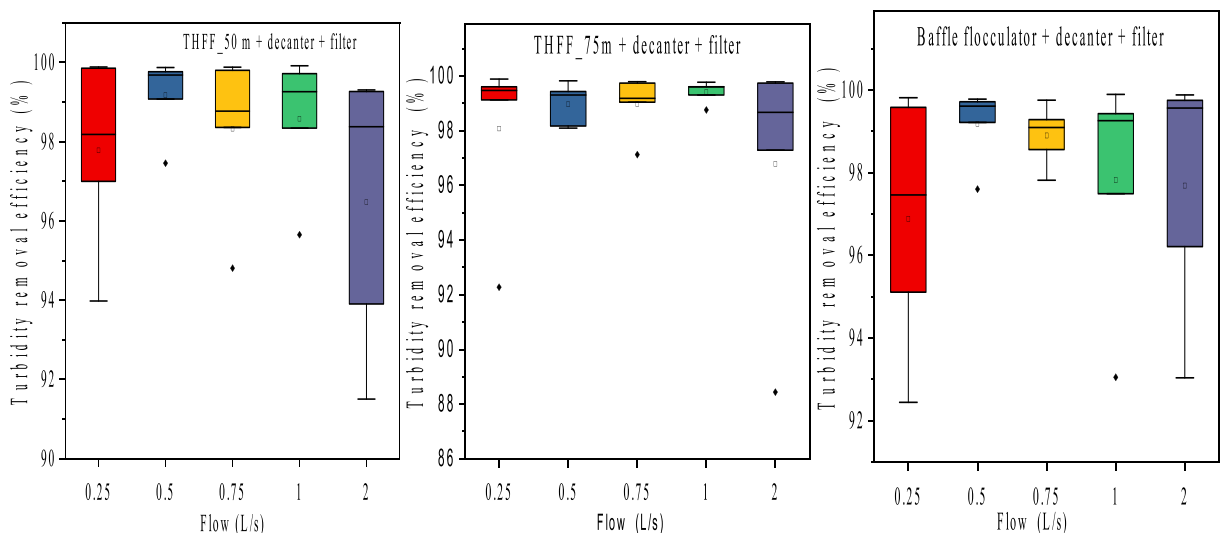 THFF_50 m + decanter + filter
Turbidity removal efficiency (%)
100
98
96
94
92
90
0.25 0.5 0.75 1 2
Flow (L/s)
THFF_75m + decanter + filter
Turbidity removal efficiency (%)
100
98
96
94
92
90
88
86
0.25 0.5 0.75 1 2
Flow (L/s)
Baffle flocculator + decanter + filter
Turbidity removal efficiency (%)
100
98
96
94
92
0.25 0.5 0.75 1 2
Flow (L/s)